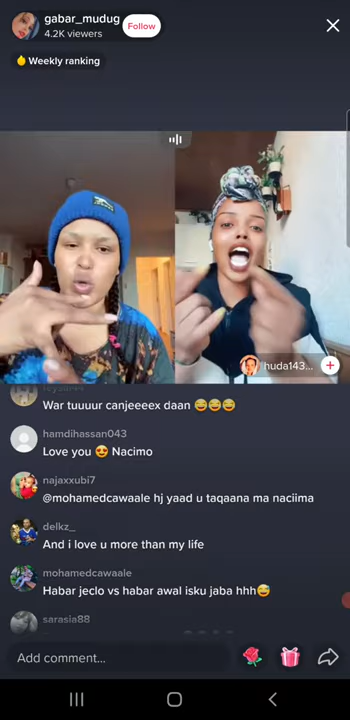 gabar_mudug
4.2K viewers
Follow
Weekly ranking
huda143...
War tuuuur canjeeeex daan 😅😅😅
hamdihassan043
Love you 😍 Nacimo
najaxxubi7
@mohamedcawaale hj yaad u taqaana ma naciima
delkz_
And i love u more than my life
mohamedcawaale
Habar jeclo vs habar awal isku jaba hhh😅
sarasia88
Add comment...